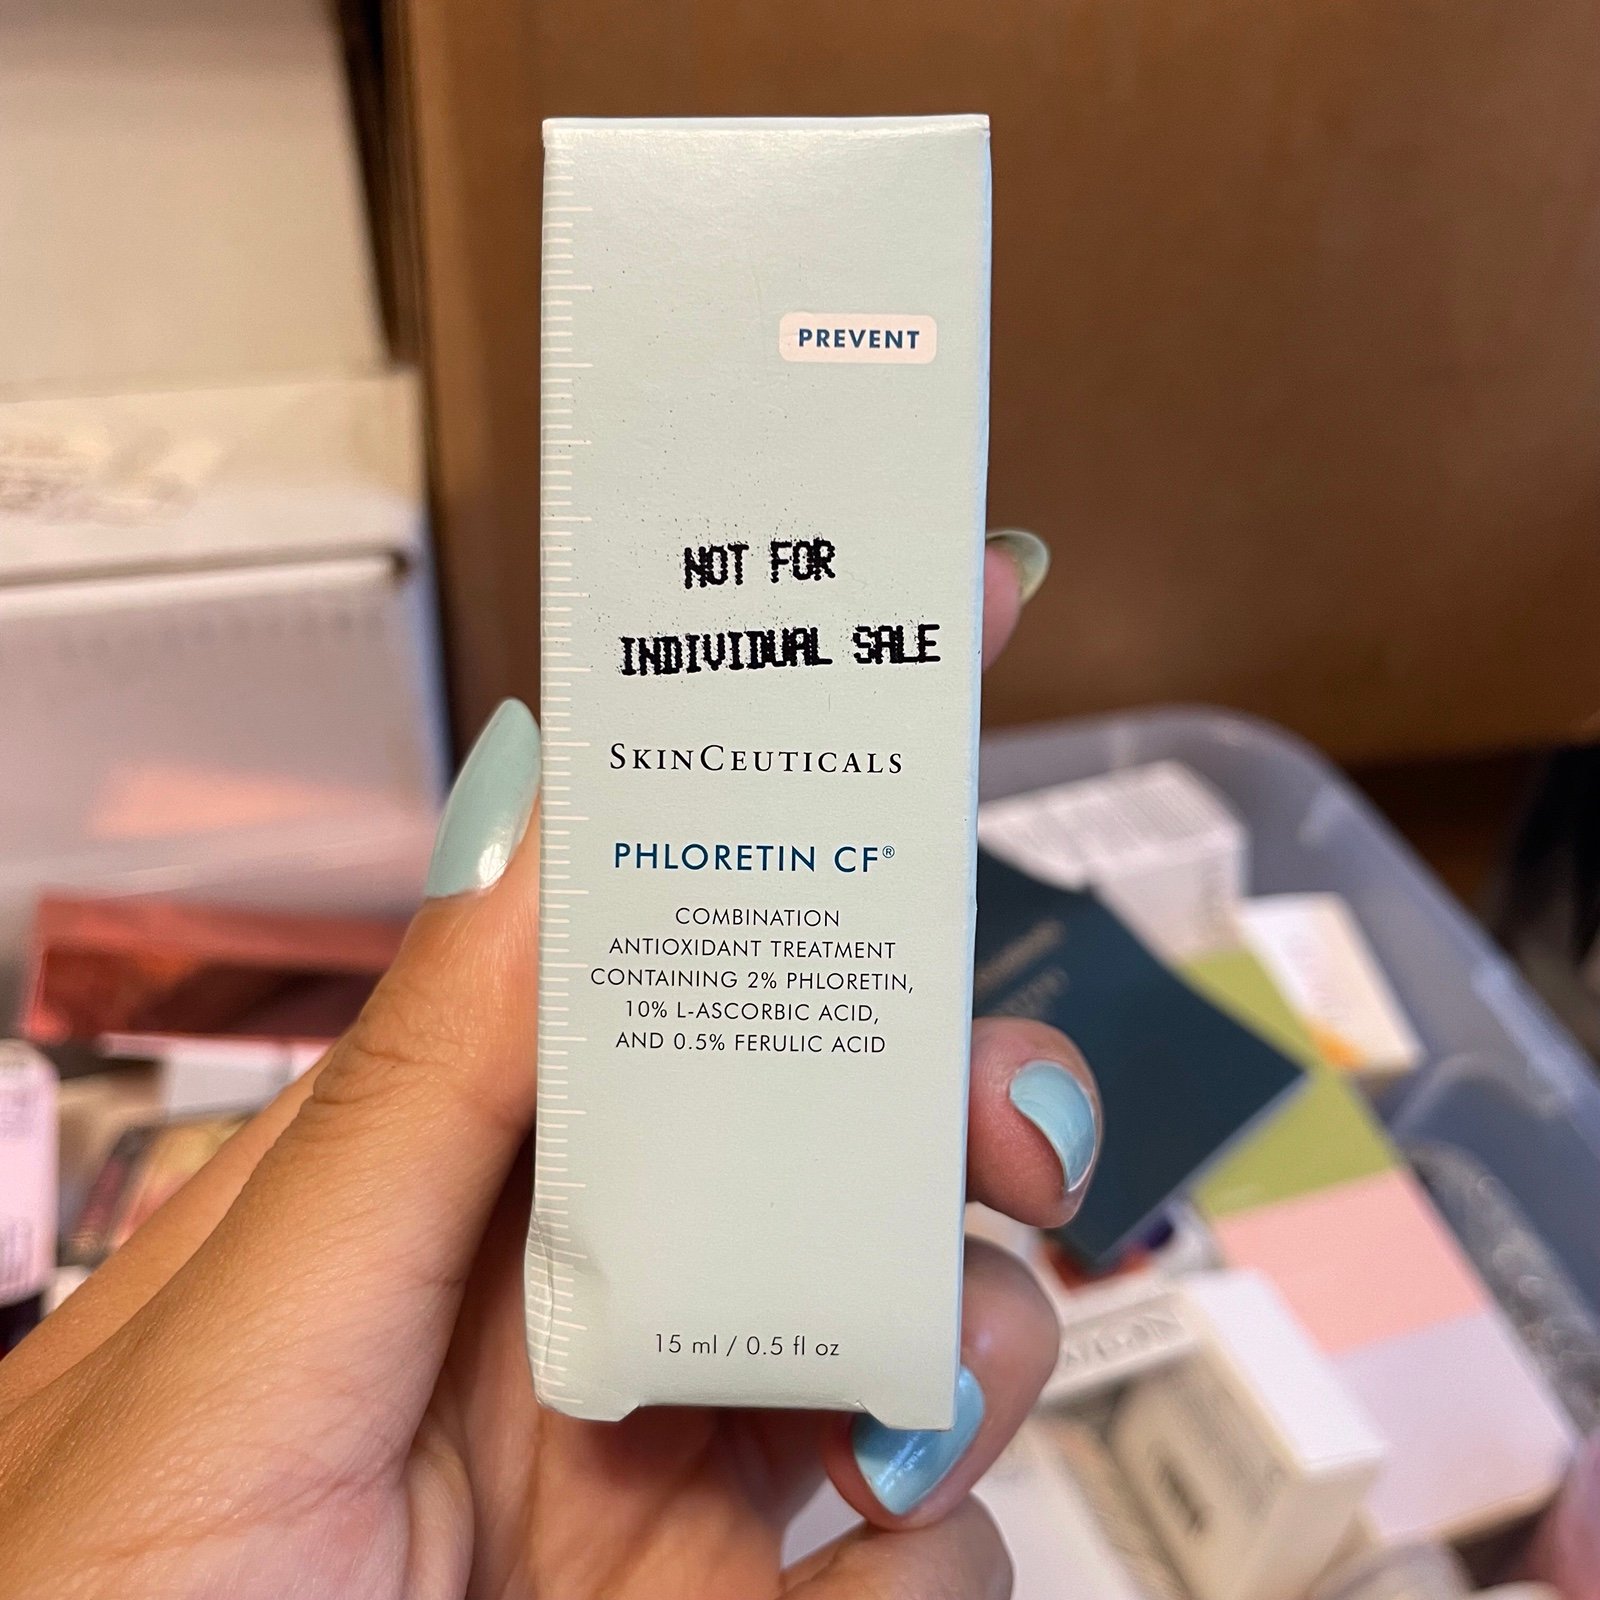 PREVENT
NOT FOR
INDIVIDUAL SALE
SKINCEUTICALS
PHLORETIN CF®
COMBINATION
ANTIOXIDANT TREATMENT
CONTAINING 2% PHLORETIN,
10% L-ASCORBIC ACID,
AND 0.5% FERULIC ACID
15 ml / 0.5 fl oz